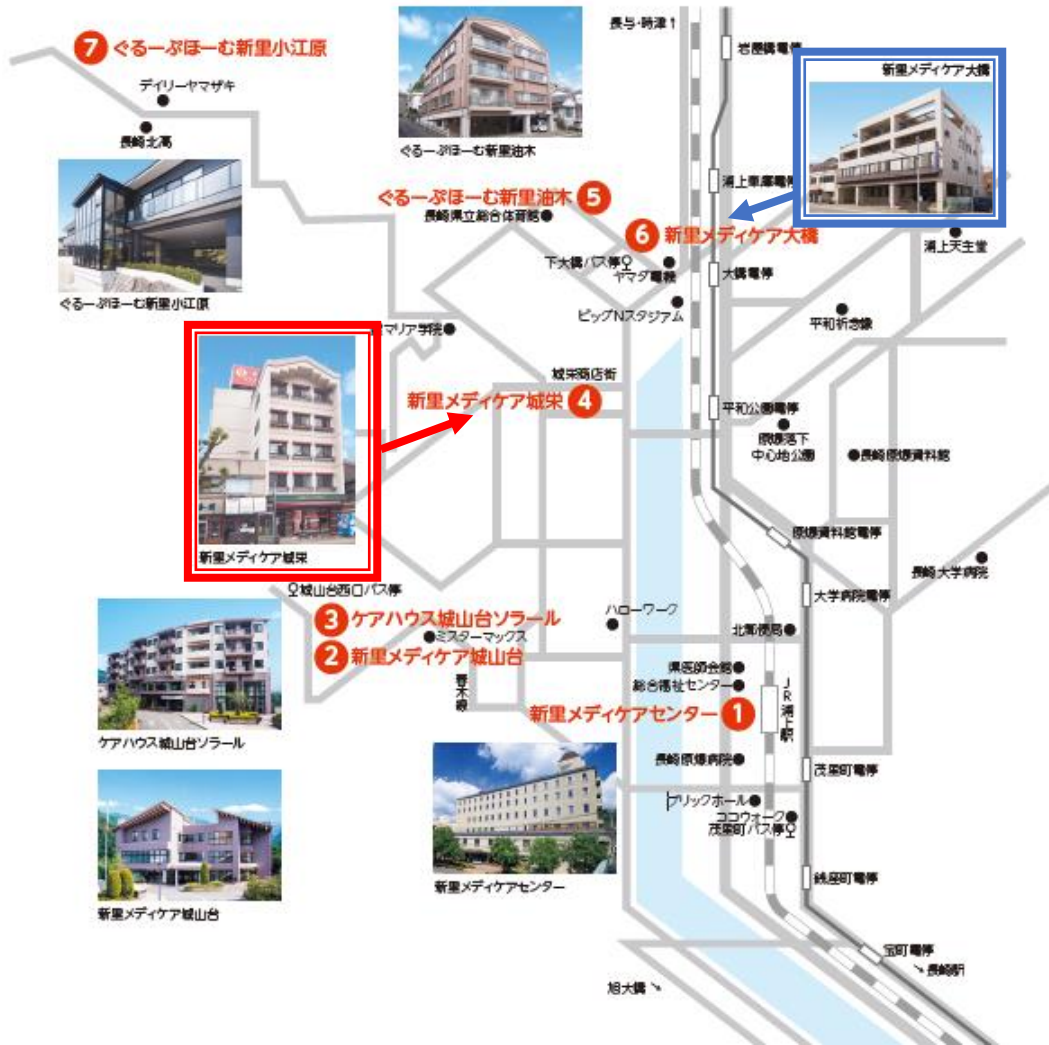 長与・時津↑
岩屋橋電停
❼ ぐるーぷほーむ新里小江原
デイリーヤマザキ
長崎北高
ぐるーぷほーむ新里小江原
ぐるーぷほーむ新里油木
新里メディケア大橋
浦上車庫電停
ぐるーぷほーむ新里油木 ❺
長崎県立総合体育館
❻ 新里メディケア大橋
浦上天主堂
下大橋バス停
ヤマダ電機
大橋電停
ビッグNスタジアム
平和祈念像
マリア学院
城栄商店街
新里メディケア城栄 ❹
平和公園電停
原爆落下
中心地公園
長崎原爆資料館
新里メディケア城栄
原爆資料館電停
長崎大学病院
城山台西口バス停
大学病院電停
❸ ケアハウス城山台ソラール
ハローワーク
ミスターマックス
北郵便局
❷ 新里メディケア城山台
県医師会館
総合福祉センター
JR浦上駅
新里メディケアセンター ❶
ケアハウス城山台ソラール
長崎原爆病院
茂里町電停
ブリックホール
ココウォーク
茂里町バス停
新里メディケアセンター
銭座町電停
新里メディケア城山台
宝町電停
↘長崎駅
旭大橋↘